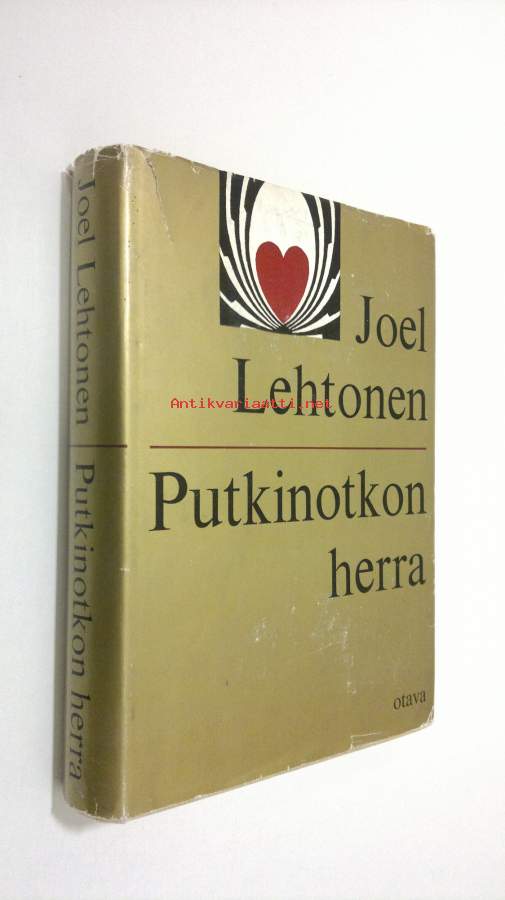 Joel Lehtonen
Putkinotkon herra
Joel
Lehtonen
Antikvariaatti.net
Putkinotkon
herra
otava